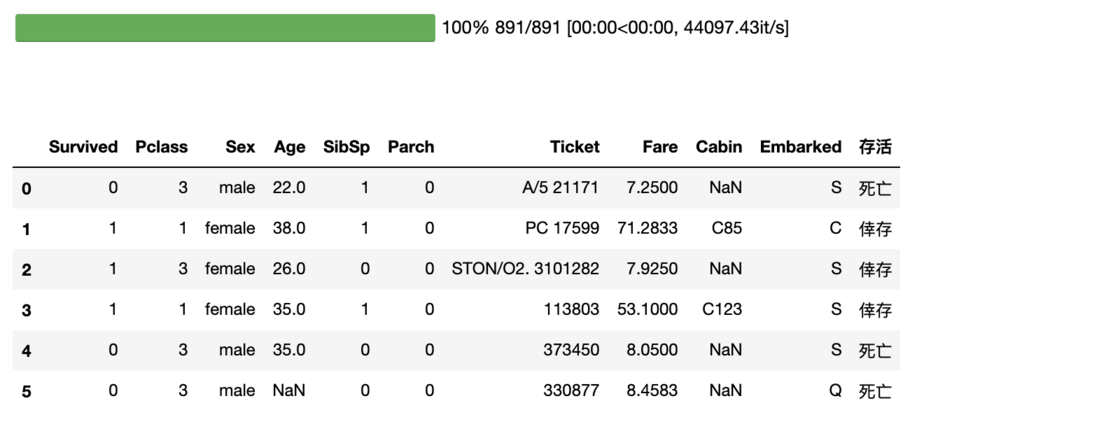 100% 891/891 [00:00<00:00, 44097.43it/s]
Survived Pclass Sex Age SibSp Parch Ticket Fare Cabin Embarked 存活
0 0 3 male 22.0 1 0 A/5 21171 7.2500 NaN S 死亡
1 1 1 female 38.0 1 0 PC 17599 71.2833 C85 C 倖存
2 1 3 female 26.0 0 0 STON/O2. 3101282 7.9250 NaN S 倖存
3 1 1 female 35.0 1 0 113803 53.1000 C123 S 倖存
4 0 3 male 35.0 0 0 373450 8.0500 NaN S 死亡
5 0 3 male NaN 0 0 330877 8.4583 NaN Q 死亡